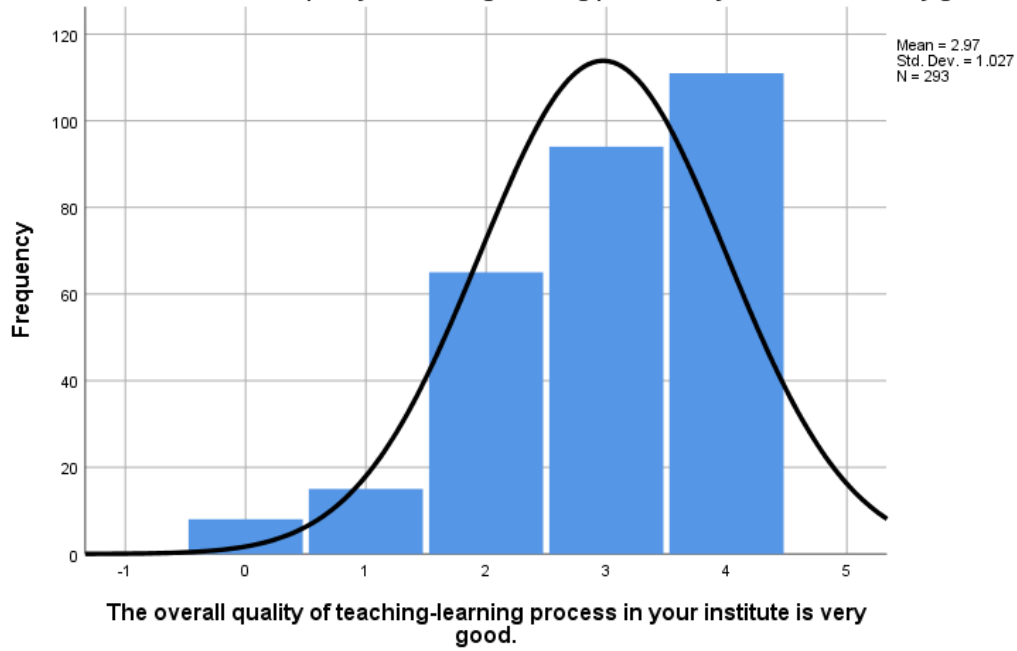 Mean = 2.97
Std. Dev. = 1.027
N = 293
120
100
80
60
40
20
0
Frequency
-1 0 1 2 3 4 5
The overall quality of teaching-learning process in your institute is very
good.